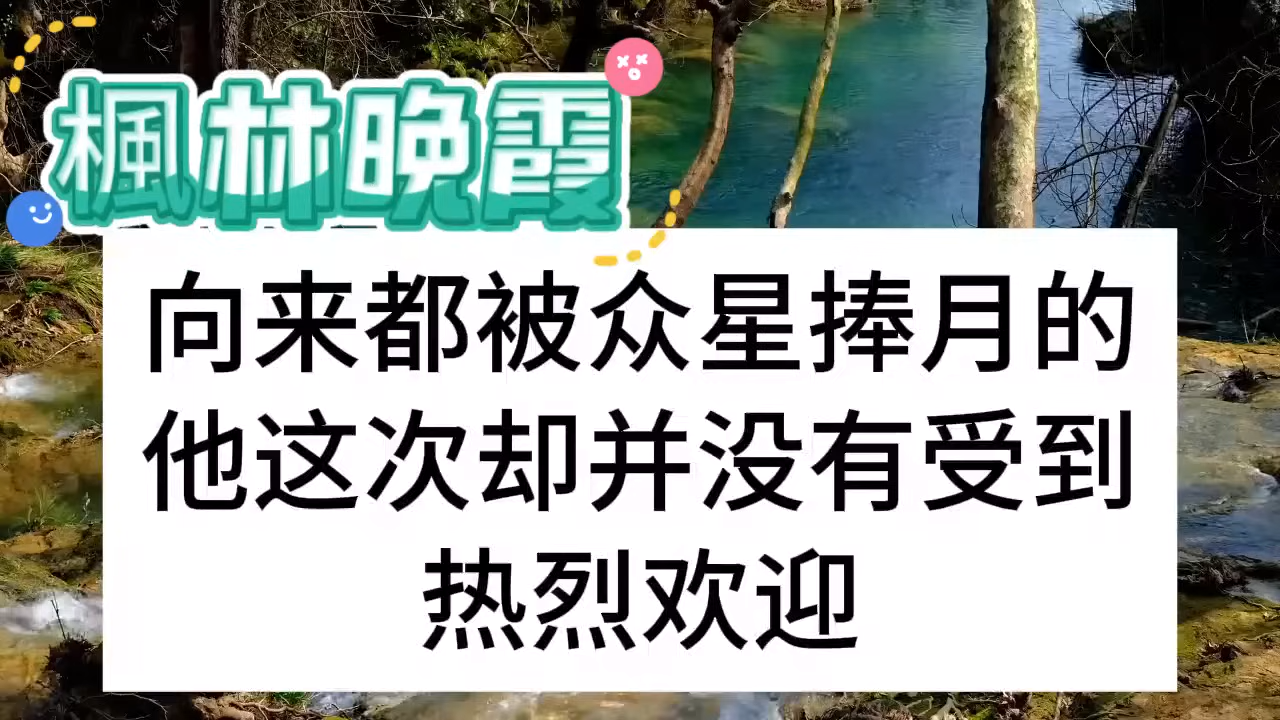 楓林晚霞
向来都被众星捧月的
他这次却并没有受到
热烈欢迎